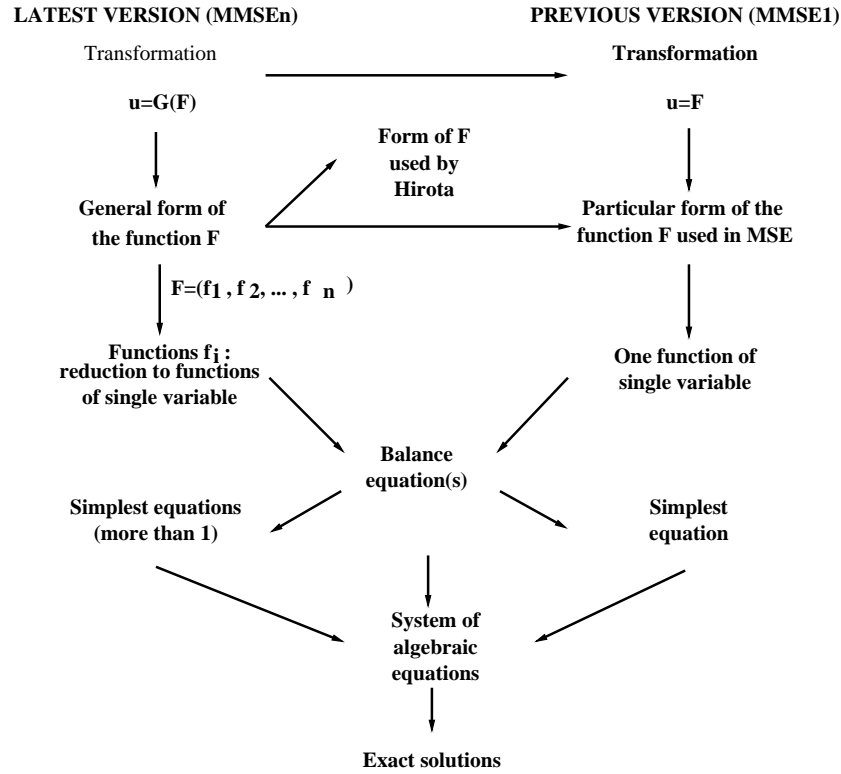 LATEST VERSION (MMSEn)
PREVIOUS VERSION (MMSE1)
Transformation
Transformation
u=G(F)
u=F
Form of F
used by
Hirota
General form of
the function F
Particular form of the
function F used in MSE
F=(f1 , f 2, ... , f n )
Functions f i :
reduction to functions
of single variable
One function of
single variable
Balance
equation(s)
Simplest equations
(more than 1)
Simplest
equation
System of
algebraic
equations
Exact solutions